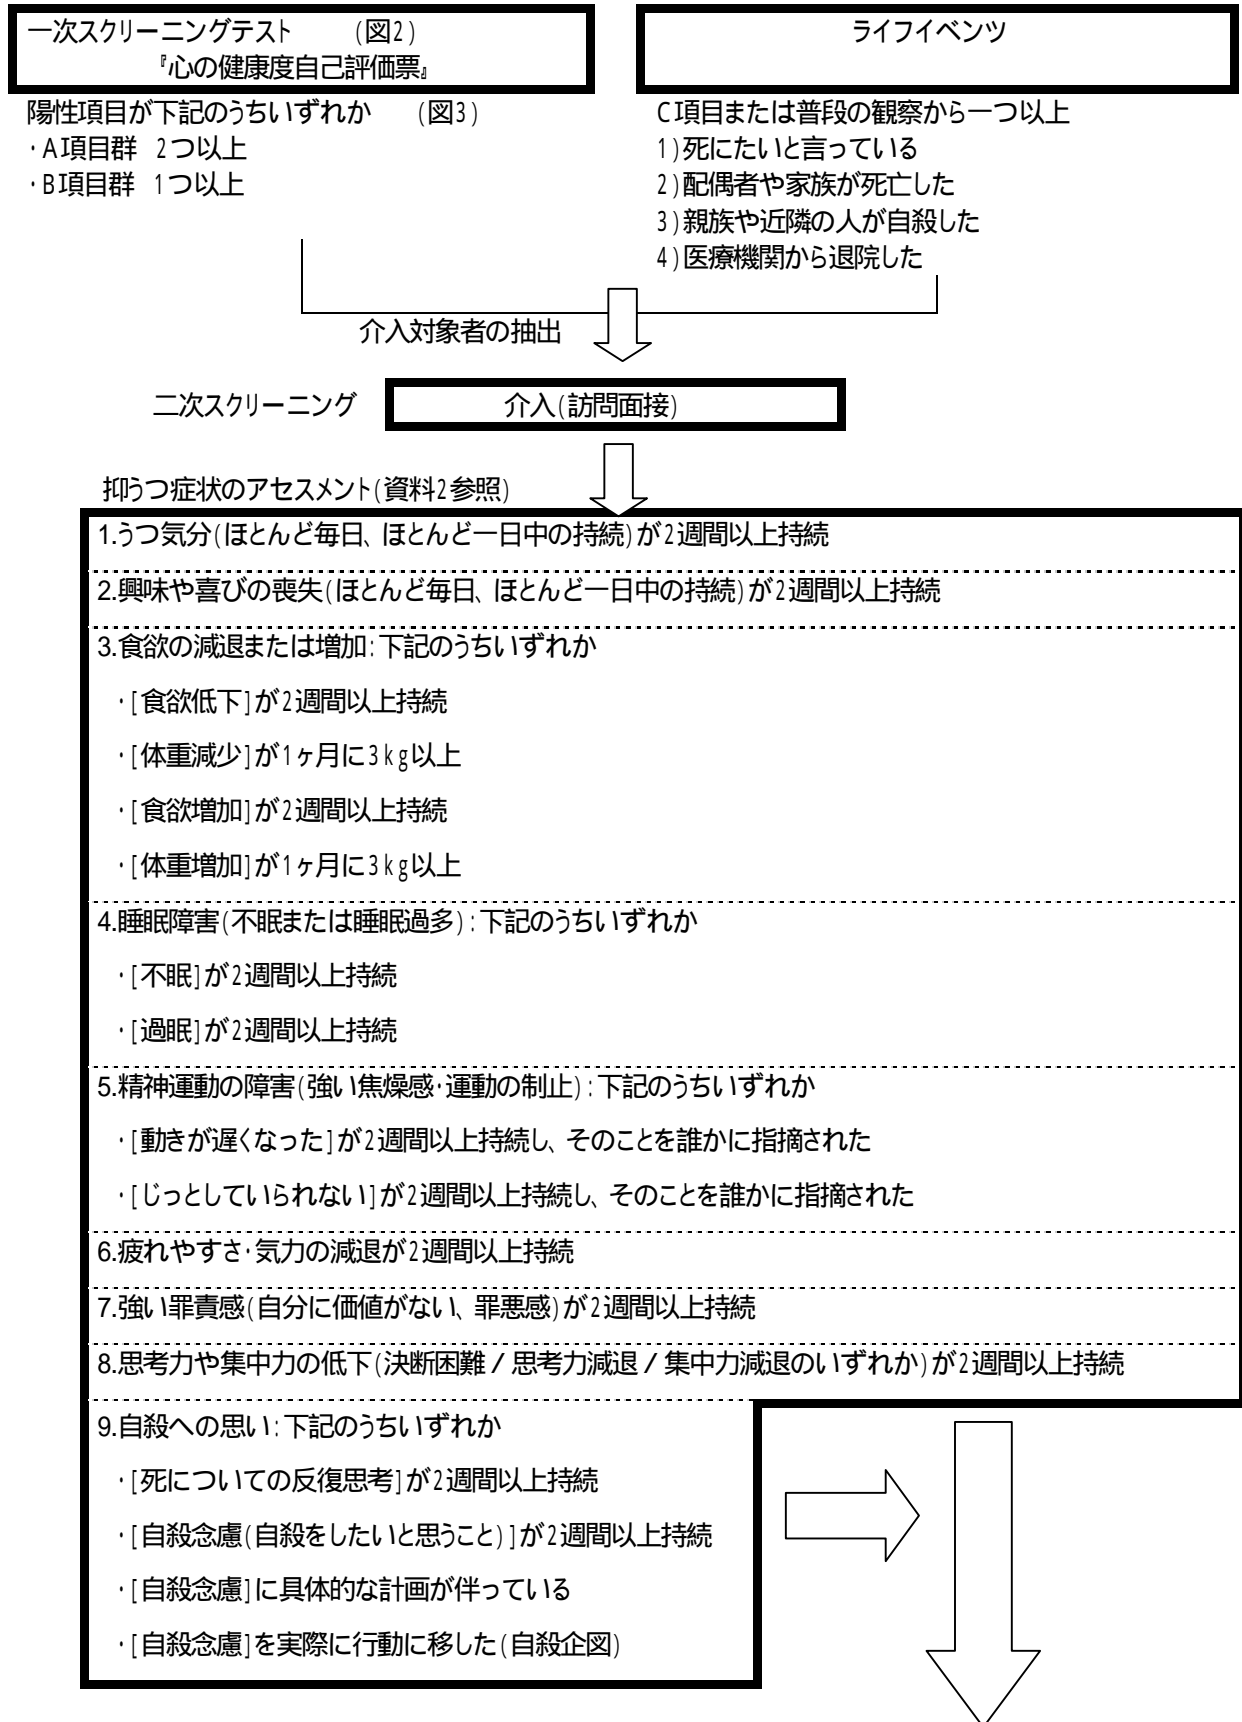 一次スクリーニングテスト　　(図2)
『心の健康度自己評価票』
陽性項目が下記のうちいずれか　(図3)
・A項目群 2つ以上
・B項目群 1つ以上
ライフイベンツ
C項目または普段の観察から一つ以上
1)死にたいと言っている
2)配偶者や家族が死亡した
3)親族や近隣の人が自殺した
4)医療機関から退院した
介入対象者の抽出
二次スクリーニング
介入(訪問面接)
抑うつ症状のアセスメント(資料2参照)
1.うつ気分(ほとんど毎日、ほとんど一日中の持続)が2週間以上持続
2.興味や喜びの喪失(ほとんど毎日、ほとんど一日中の持続)が2週間以上持続
3.食欲の減退または増加:下記のうちいずれか
・[食欲低下]が2週間以上持続
・[体重減少]が1ヶ月に3kg以上
・[食欲増加]が2週間以上持続
・[体重増加]が1ヶ月に3kg以上
4.睡眠障害(不眠または睡眠過多):下記のうちいずれか
・[不眠]が2週間以上持続
・[過眠]が2週間以上持続
5.精神運動の障害(強い焦燥感・運動の制止):下記のうちいずれか
・[動きが遅くなった]が2週間以上持続し、そのことを誰かに指摘された
・[じっとしていられない]が2週間以上持続し、そのことを誰かに指摘された
6.疲れやすさ・気力の減退が2週間以上持続
7.強い罪責感(自分に価値がない、罪悪感)が2週間以上持続
8.思考力や集中力の低下(決断困難/思考力減退/集中力減退のいずれか)が2週間以上持続
9.自殺への思い:下記のうちいずれか
・[死についての反復思考]が2週間以上持続
・[自殺念慮(自殺をしたいと思うこと)]が2週間以上持続
・[自殺念慮]に具体的な計画が伴っている
・[自殺念慮]を実際に行動に移した(自殺企図)